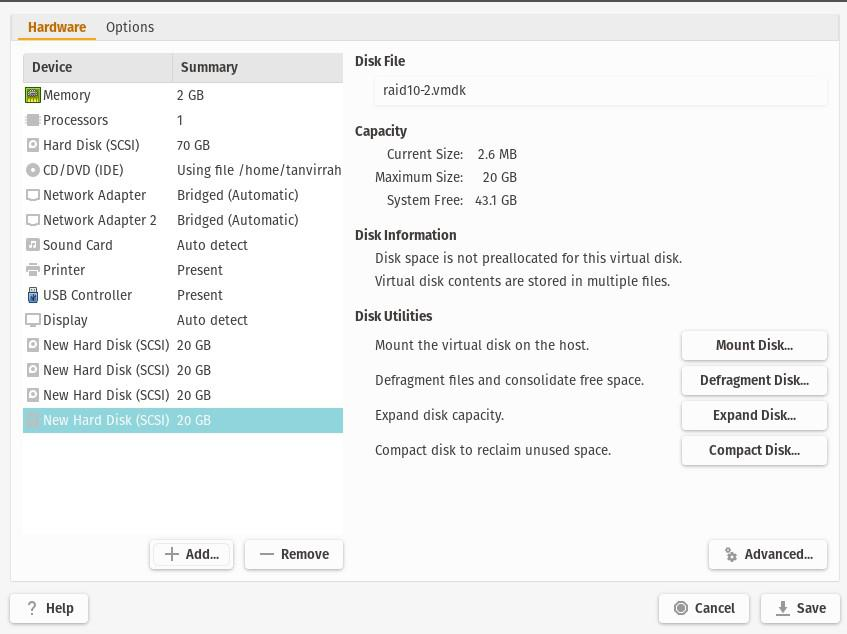 Hardware Options
Device Summary
Memory 2 GB
Processors 1
Hard Disk (SCSI) 70 GB
CD/DVD (IDE) Using file /home/tanvirrah
Network Adapter Bridged (Automatic)
Network Adapter 2 Bridged (Automatic)
Sound Card Auto detect
Printer Present
USB Controller Present
Display Auto detect
New Hard Disk (SCSI) 20 GB
New Hard Disk (SCSI) 20 GB
New Hard Disk (SCSI) 20 GB
New Hard Disk (SCSI) 20 GB
Add... Remove
Disk File
raid10-2.vmdk
Capacity
Current Size: 2.6 MB
Maximum Size: 20 GB
System Free: 43.1 GB
Disk Information
Disk space is not preallocated for this virtual disk.
Virtual disk contents are stored in multiple files.
Disk Utilities
Mount the virtual disk on the host. Mount Disk...
Defragment files and consolidate free space. Defragment Disk...
Expand disk capacity. Expand Disk...
Compact disk to reclaim unused space. Compact Disk...
Advanced...
Help Cancel Save